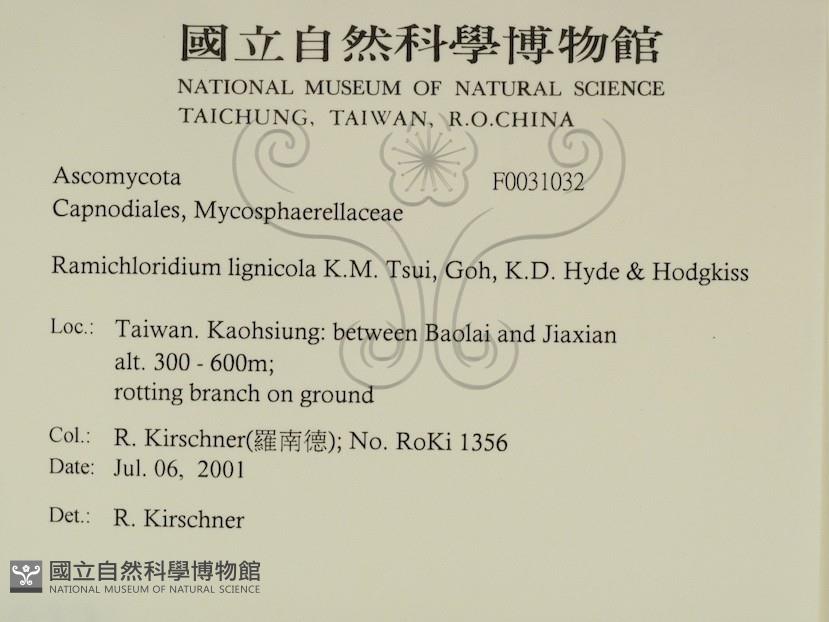 國立自然科學博物館
NATIONAL MUSEUM OF NATURAL SCIENCE
TAICHUNG, TAIWAN, R.O.CHINA
Ascomycota F0031032
Capnodiales, Mycosphaerellaceae
Ramichloridium lignicola K.M. Tsui, Goh, K.D. Hyde & Hodgkiss
Loc.: Taiwan. Kaohsiung: between Baolai and Jiaxian
alt. 300 - 600m;
rotting branch on ground
Col.: R. Kirschner(羅南德); No. RoKi 1356
Date: Jul. 06, 2001
Det.: R. Kirschner
國立自然科學博物館
NATIONAL MUSEUM OF NATURAL SCIENCE